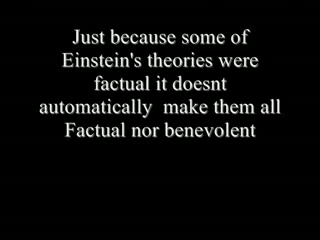 Just because some of
Einstein's theories were
factual it doesnt
automatically  make them all
Factual nor benevolent